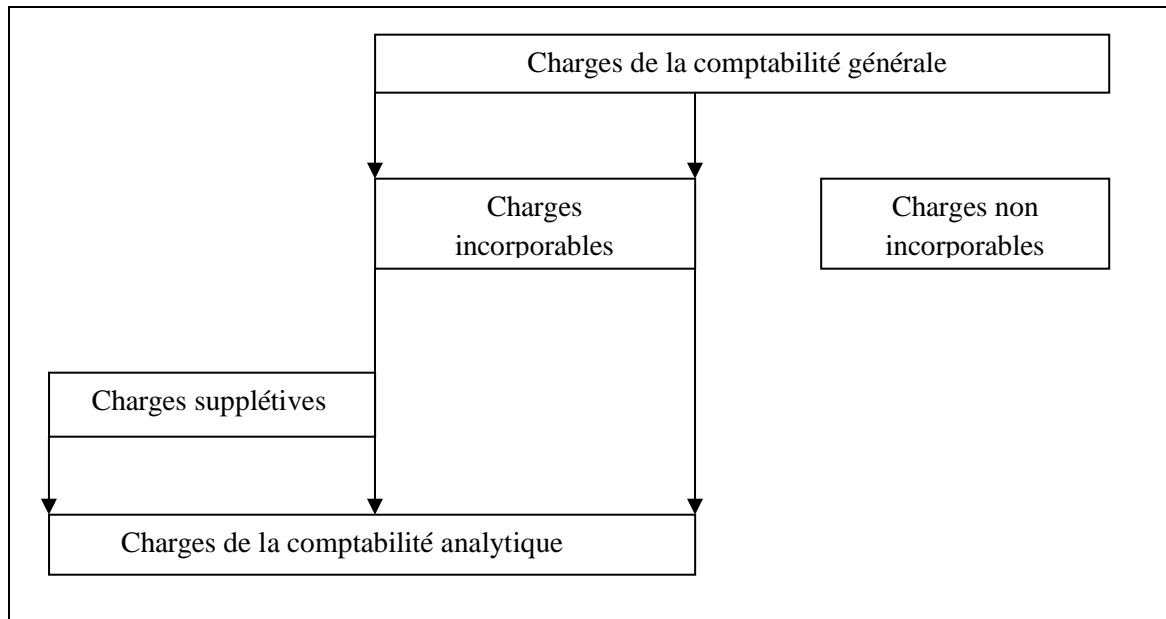 Charges de la comptabilité générale
Charges
incorporables
Charges non
incorporables
Charges supplétives
Charges de la comptabilité analytique